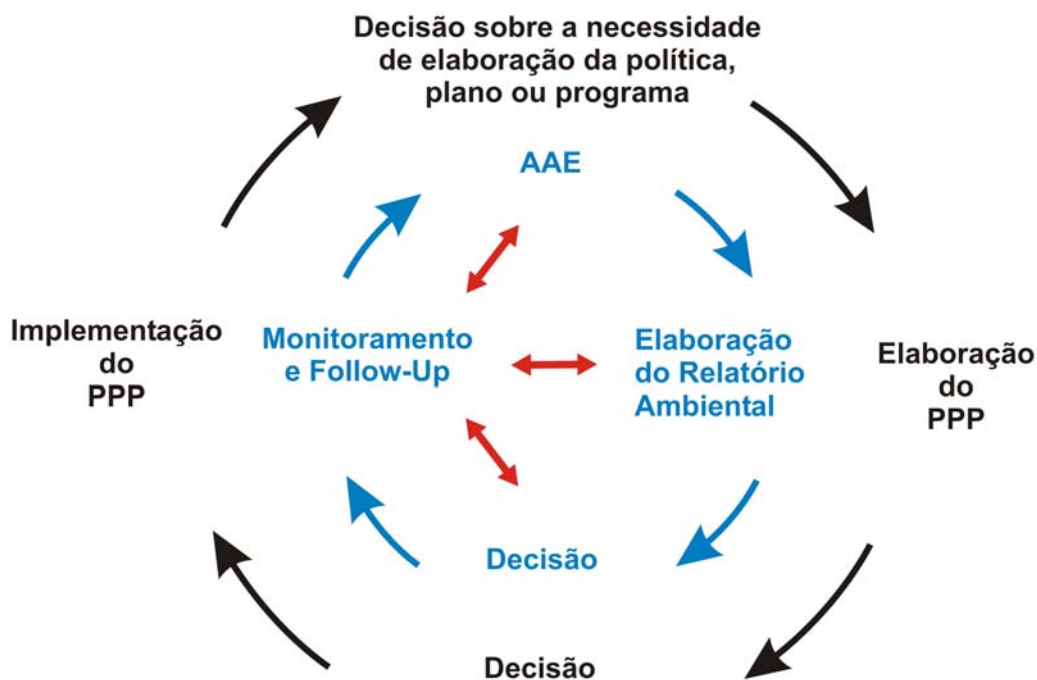 Decisão sobre a necessidade
de elaboração da política,
plano ou programa
AAE
Implementação
do
PPP
Monitoramento
e Follow-Up
Elaboração
do Relatório
Ambiental
Elaboração
do
PPP
Decisão
Decisão